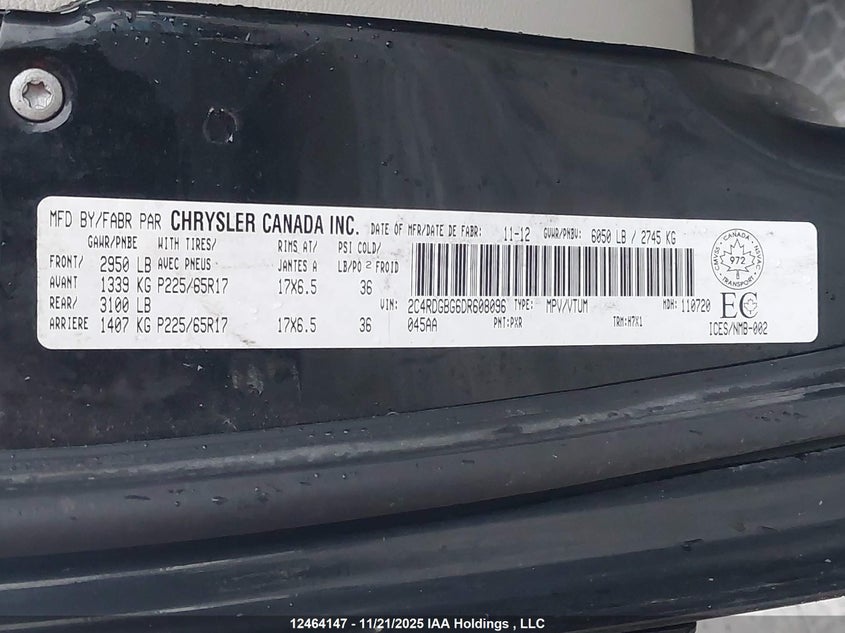 MFD BY/FABR PAR CHRYSLER CANADA INC. DATE OF MFR/DATE DE FABR: 11-12 GVWR/PNBV: 6050 LB / 2745 KG
GAWR/PNBE WITH TIRES/ RIMS AT/ PSI COLD/
FRONT/ 2950 LB AVEC PNEUS JANTES A LB/PO2 FROID
AVANT 1339 KG P225/65R17 17X6.5 36
REAR/ 3100 LB VIN: 2C4RDGBG6DR608096 TYPE: MPV/VTUM MDH: 110720
ARRIERE 1407 KG P225/65R17 17X6.5 36 045AA PNT: PXR TRM: H7X1
CANADA
CMVSS NVSAC
972
8
TRANSPORT
EC
ICES/NMB-002
12464147 - 11/21/2025 IAA Holdings , LLC